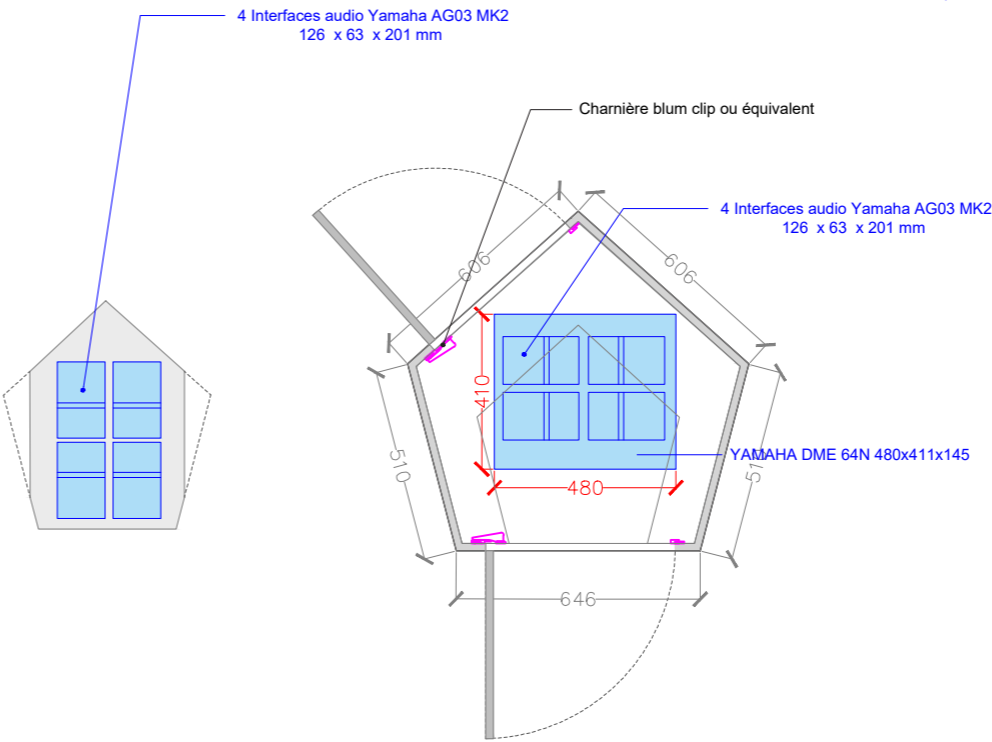 4 Interfaces audio Yamaha AG03 MK2
126 x 63 x 201 mm
Charnière blum clip ou équivalent
4 Interfaces audio Yamaha AG03 MK2
126 x 63 x 201 mm
606
606
410
510
YAMAHA DME 64N 480x411x145
480
646